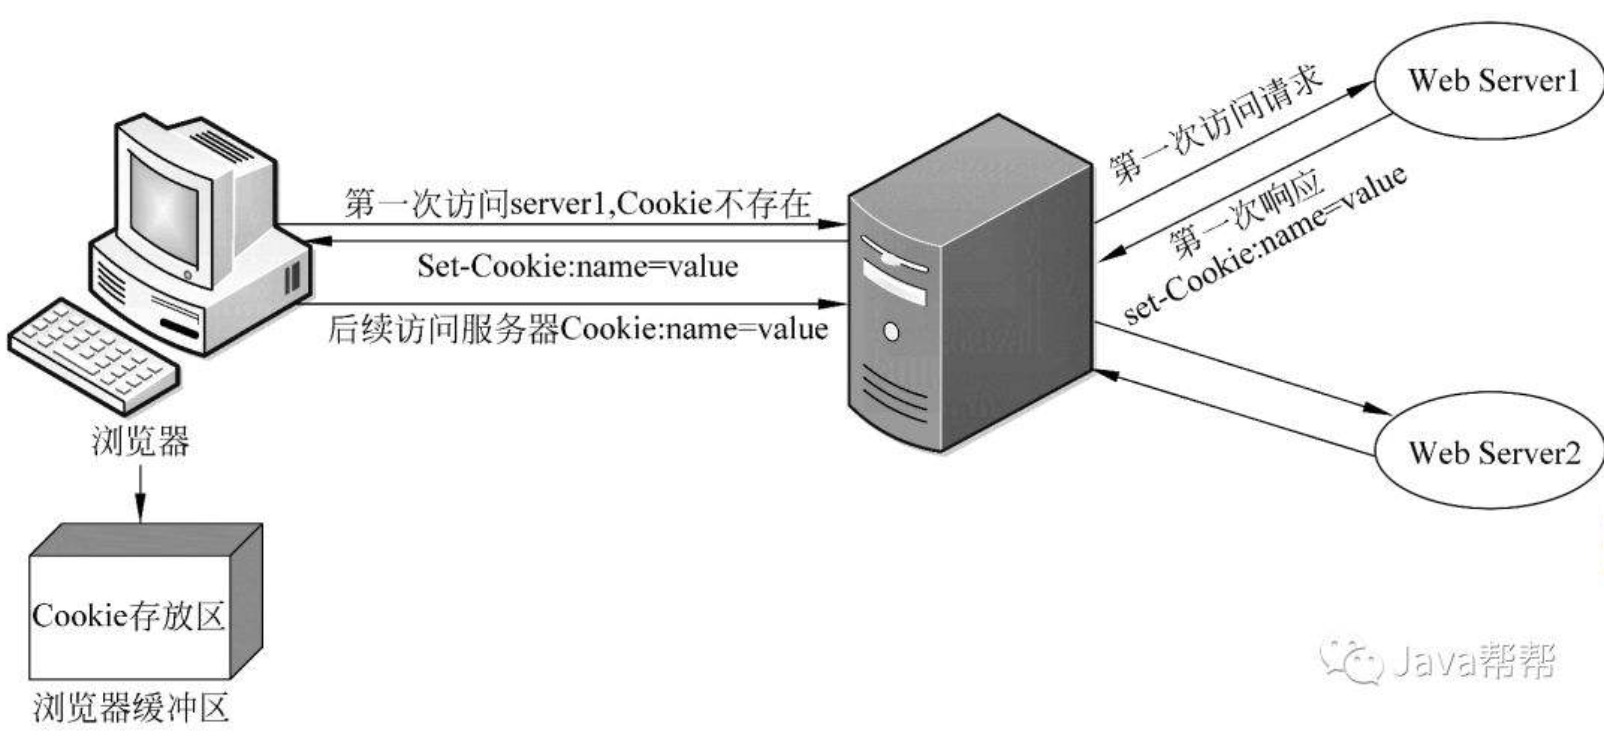 Web Server1
第一次访问请求
第一次访问server1,Cookie不存在
第一次响应
set-Cookie:name=value
Set-Cookie:name=value
后续访问服务器Cookie:name=value
浏览器
Web Server2
Cookie存放区
浏览器缓冲区
Java帮帮